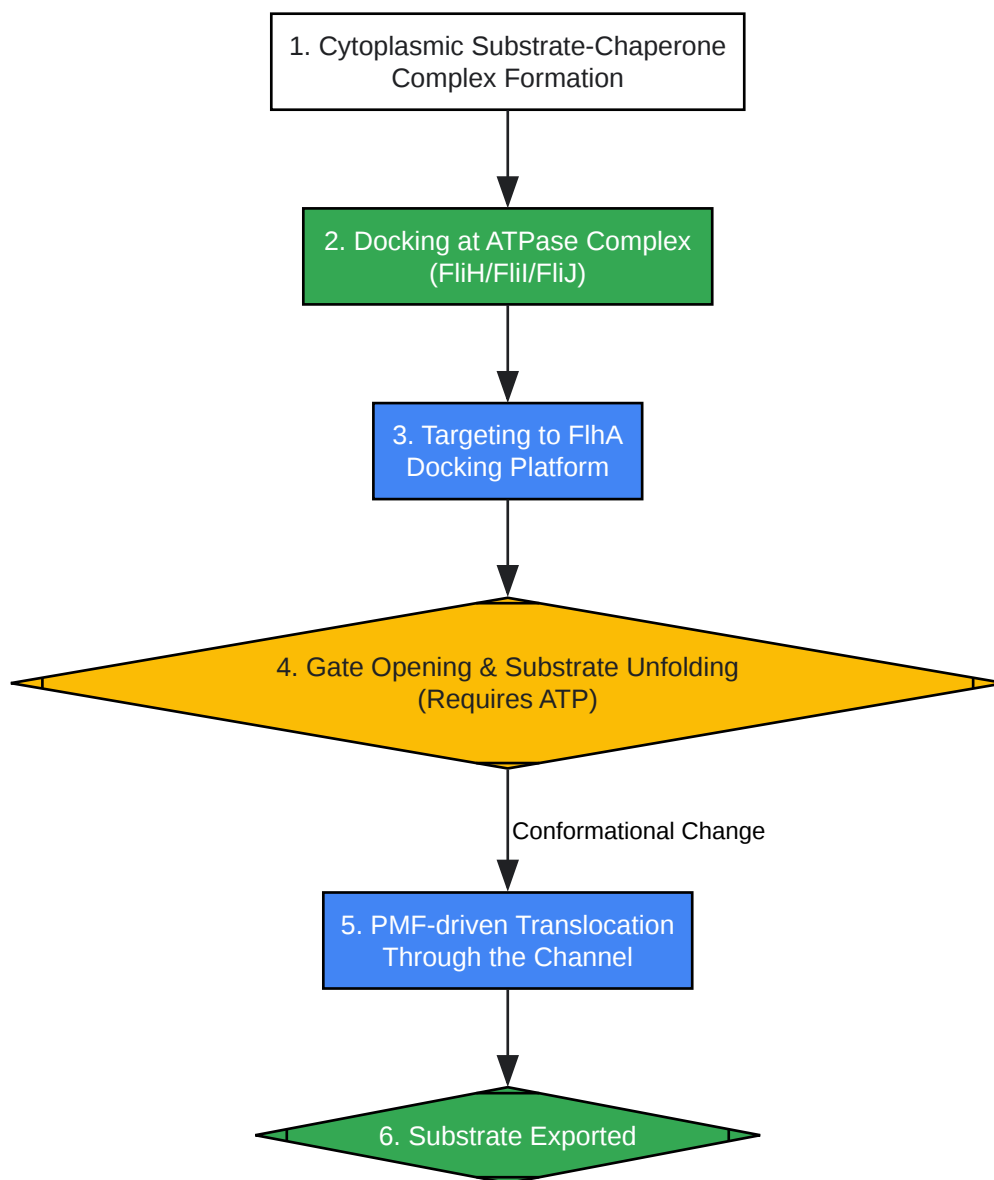 1. Cytoplasmic Substrate-Chaperone
Complex Formation
2. Docking at ATPase Complex
(FliH/FliI/FliJ)
3. Targeting to FlhA
Docking Platform
4. Gate Opening & Substrate Unfolding
(Requires ATP)
Conformational Change
5. PMF-driven Translocation
Through the Channel
6. Substrate Exported